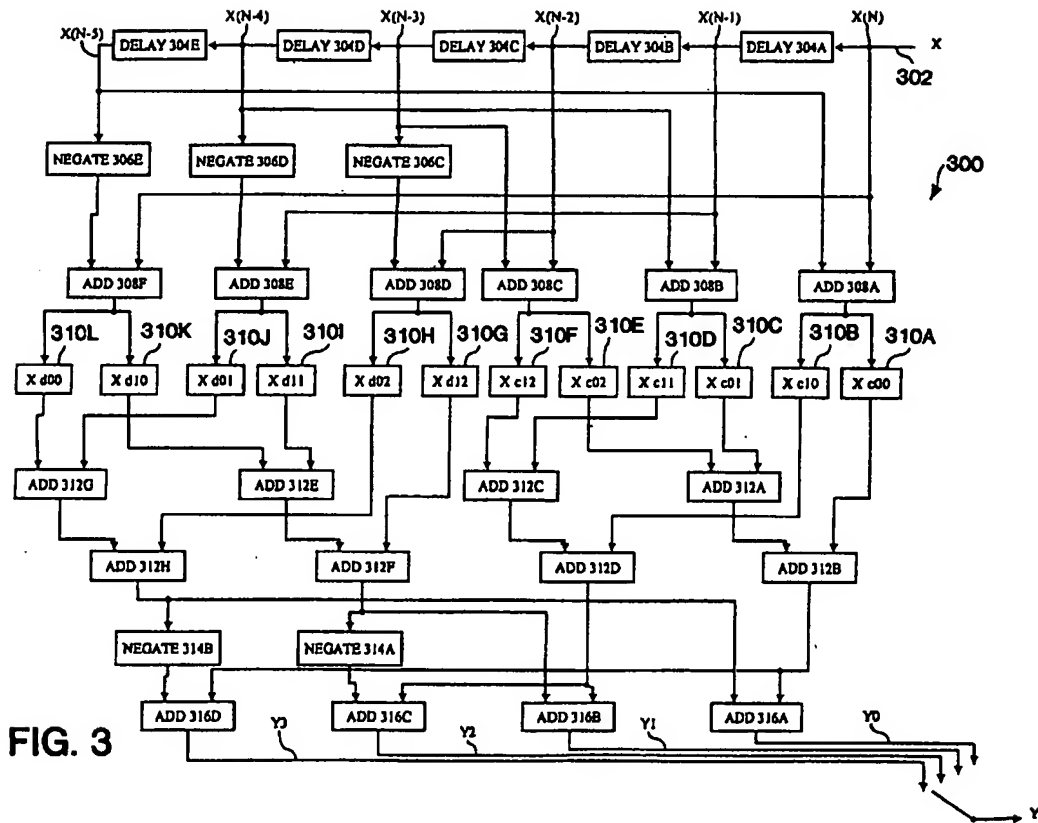 X(N-5) X(N-4) X(N-3) X(N-2) X(N-1) X(N)
DELAY 304E DELAY 304D DELAY 304C DELAY 304B DELAY 304A X
302
NEGATE 306E NEGATE 306D NEGATE 306C
300
ADD 308F ADD 308E ADD 308D ADD 308C ADD 308B ADD 308A
310L 310K 310J 310I 310H 310G 310F 310E 310D 310C 310B 310A
X d00 X d10 X d01 X d11 X d02 X d12 X c12 X c02 X c11 X c01 X c10 X c00
ADD 312G ADD 312E ADD 312C ADD 312A
ADD 312H ADD 312F ADD 312D ADD 312B
NEGATE 314B NEGATE 314A
ADD 316D ADD 316C ADD 316B ADD 316A
FIG. 3
Y3 Y2 Y1 Y0
Y